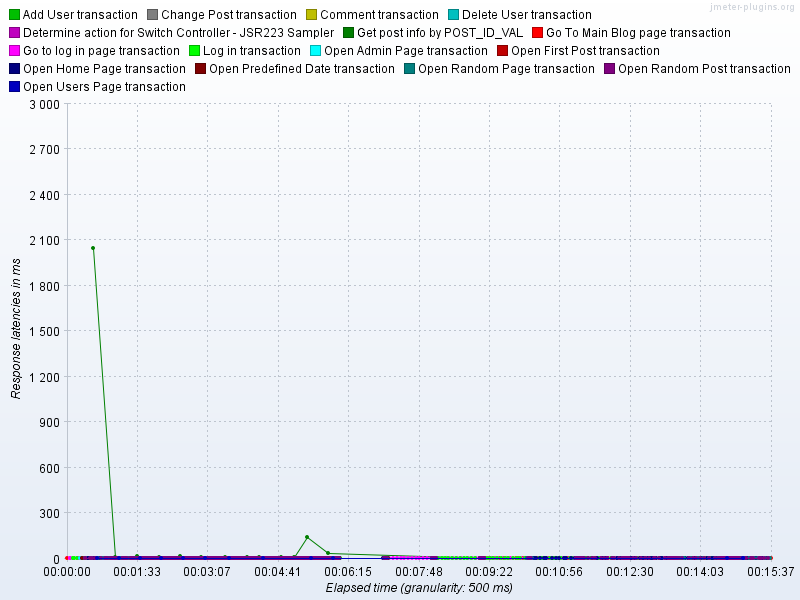 jmeter-plugins.org
Add User transaction Change Post transaction Comment transaction Delete User transaction
Determine action for Switch Controller - JSR223 Sampler Get post info by POST_ID_VAL Go To Main Blog page transaction
Go to log in page transaction Log in transaction Open Admin Page transaction Open First Post transaction
Open Home Page transaction Open Predefined Date transaction Open Random Page transaction Open Random Post transaction
Open Users Page transaction
3 000
2 700
2 400
2 100
1 800
1 500
1 200
900
600
300
0
Response latencies in ms
00:00:00 00:01:33 00:03:07 00:04:41 00:06:15 00:07:48 00:09:22 00:10:56 00:12:30 00:14:03 00:15:37
Elapsed time (granularity: 500 ms)